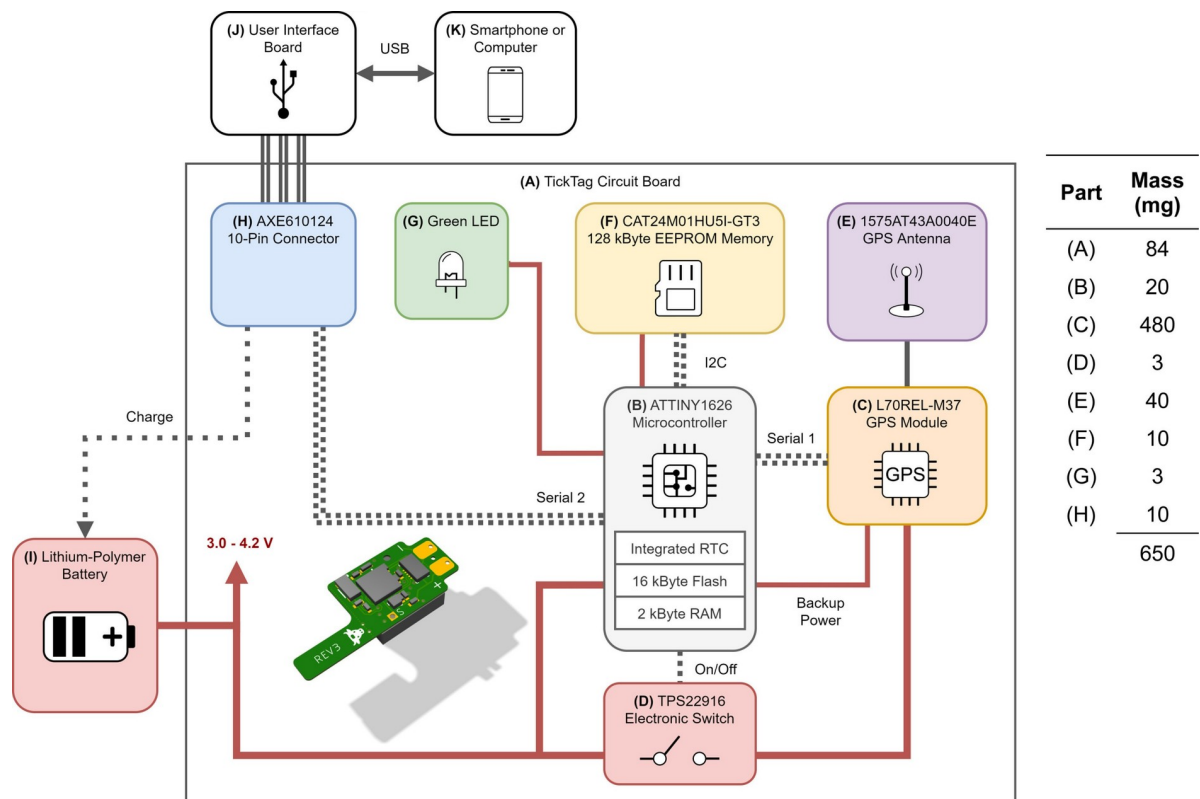 (J) User Interface
Board
USB
(K) Smartphone or
Computer
(A) TickTag Circuit Board
(H) AXE610124
10-Pin Connector
(G) Green LED
(F) CAT24M01HU5I-GT3
128 kByte EEPROM Memory
(E) 1575AT43A0040E
GPS Antenna
I2C
Charge
(B) ATTINY1626
Microcontroller
Serial 1
(C) L70REL-M37
GPS Module
GPS
Serial 2
(I) Lithium-Polymer
Battery
3.0 - 4.2 V
Integrated RTC
16 kByte Flash
2 kByte RAM
Backup
Power
REV3
S
+
On/Off
(D) TPS22916
Electronic Switch
Part Mass
(mg)
(A) 84
(B) 20
(C) 480
(D) 3
(E) 40
(F) 10
(G) 3
(H) 10
650